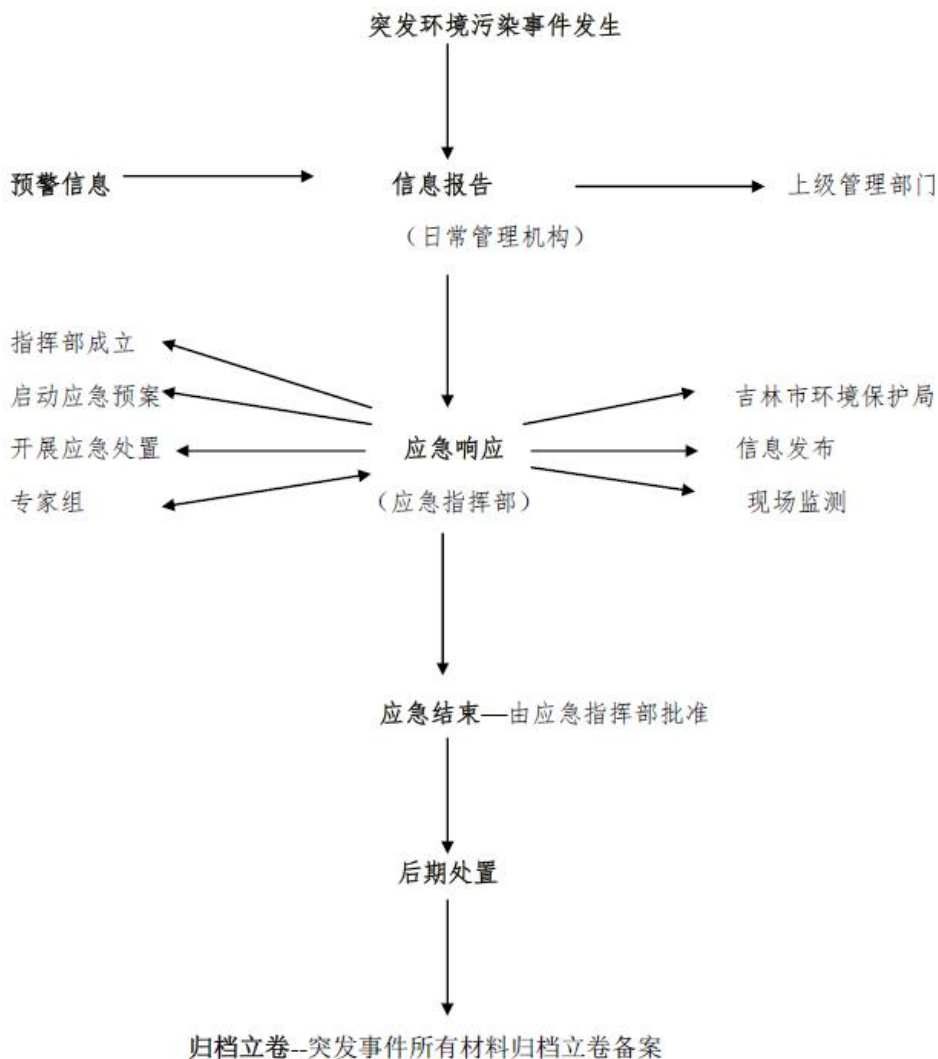 突发环境污染事件发生
预警信息
信息报告
上级管理部门
（日常管理机构）
指挥部成立
启动应急预案
吉林市环境保护局
开展应急处置
应急响应
信息发布
专家组
（应急指挥部）
现场监测
应急结束—由应急指挥部批准
后期处置
归档立卷--突发事件所有材料归档立卷备案